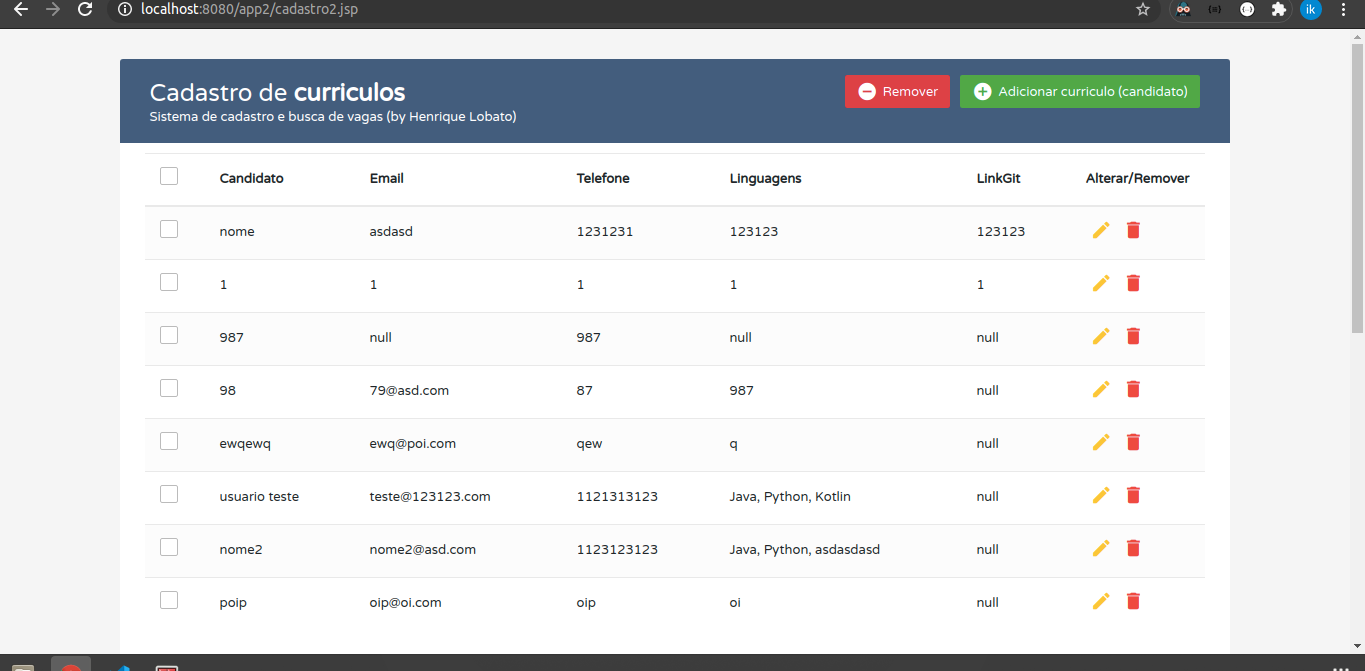 localhost:8080/app2/cadastro2.jsp
ik
Cadastro de curriculos
Sistema de cadastro e busca de vagas (by Henrique Lobato)
Remover
Adicionar curriculo (candidato)
Candidato Email Telefone Linguagens LinkGit Alterar/Remover
nome asdasd 1231231 123123 123123
1 1 1 1 1
987 null 987 null null
98 79@asd.com 87 987 null
ewqewq ewq@poi.com qew q null
usuario teste teste@123123.com 1121313123 Java, Python, Kotlin null
nome2 nome2@asd.com 1123123123 Java, Python, asdasdasd null
poip oip@oi.com oip oi null